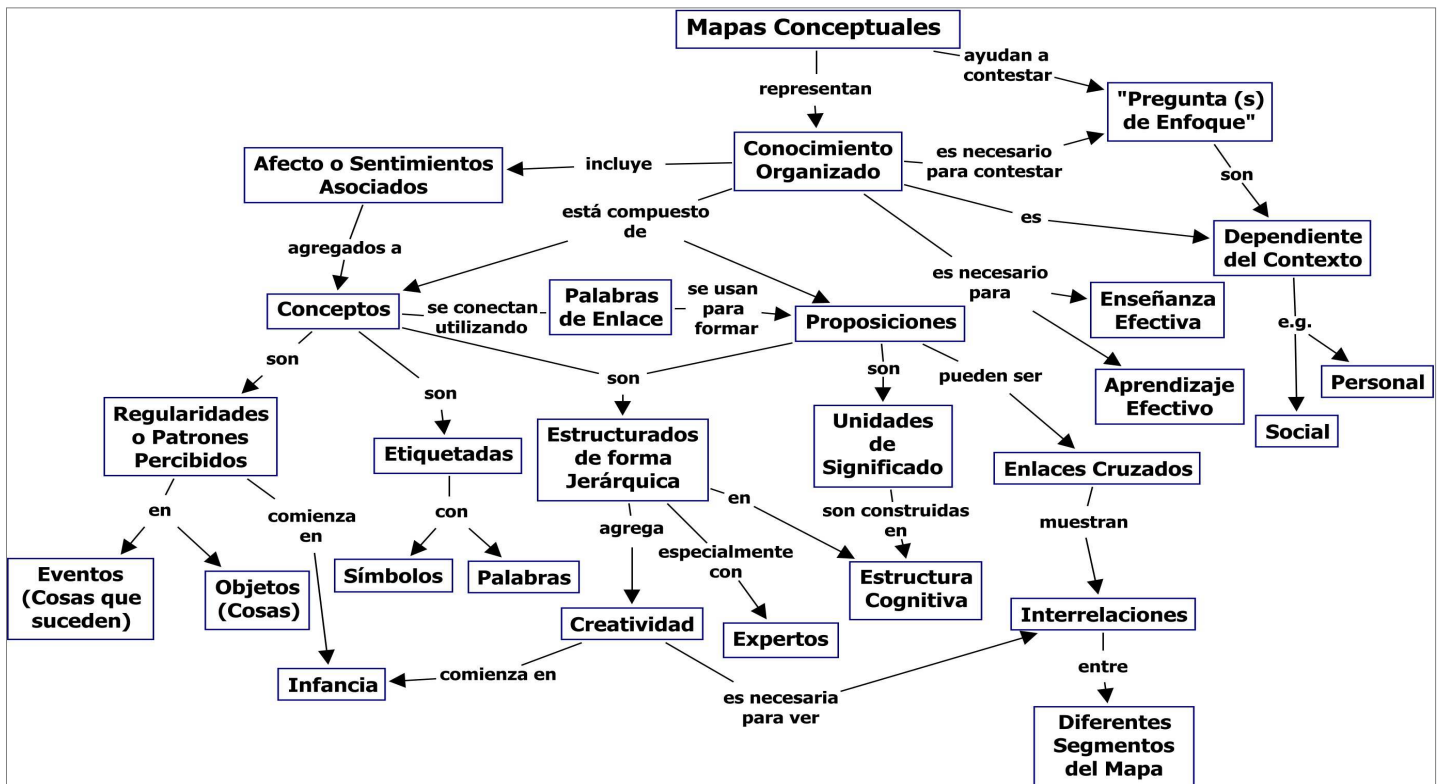 Mapas Conceptuales
ayudan a
contestar
representan
"Pregunta (s)
de Enfoque"
Conocimiento
Organizado
es necesario
para contestar
incluye
Afecto o Sentimientos
Asociados
son
está compuesto
de
es
Dependiente
del Contexto
agregados a
es necesario
para
Enseñanza
Efectiva
Conceptos
se conectan
utilizando
Palabras
de Enlace
se usan
para
formar
Proposiciones
e.g.
son
son
son
son
pueden ser
Aprendizaje
Efectivo
Personal
Social
Regularidades
o Patrones
Percibidos
Etiquetadas
Estructurados
de forma
Jerárquica
Unidades
de
Significado
Enlaces Cruzados
en
comienza
en
con
agrega
especialmente
con
en
son construidas
en
muestran
Eventos
(Cosas que
suceden)
Objetos
(Cosas)
Símbolos
Palabras
Estructura
Cognitiva
Creatividad
Expertos
Interrelaciones
Infancia
comienza en
es necesaria
para ver
entre
Diferentes
Segmentos
del Mapa